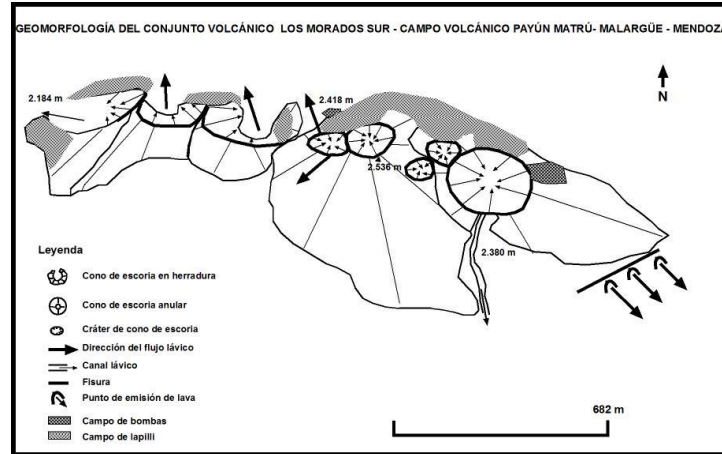 GEOMORFOLOGÍA DEL CONJUNTO VOLCÁNICO LOS MORADOS SUR - CAMPO VOLCÁNICO PAYÚN MATRÚ- MALARGÜE - MENDOZA
2.184 m
2.418 m
N
2.536 m
2.380 m
Leyenda
Cono de escoria en herradura
Cono de escoria anular
Cráter de cono de escoria
Dirección del flujo lávico
Canal lávico
Fisura
Punto de emisión de lava
Campo de bombas
Campo de lapilli
682 m